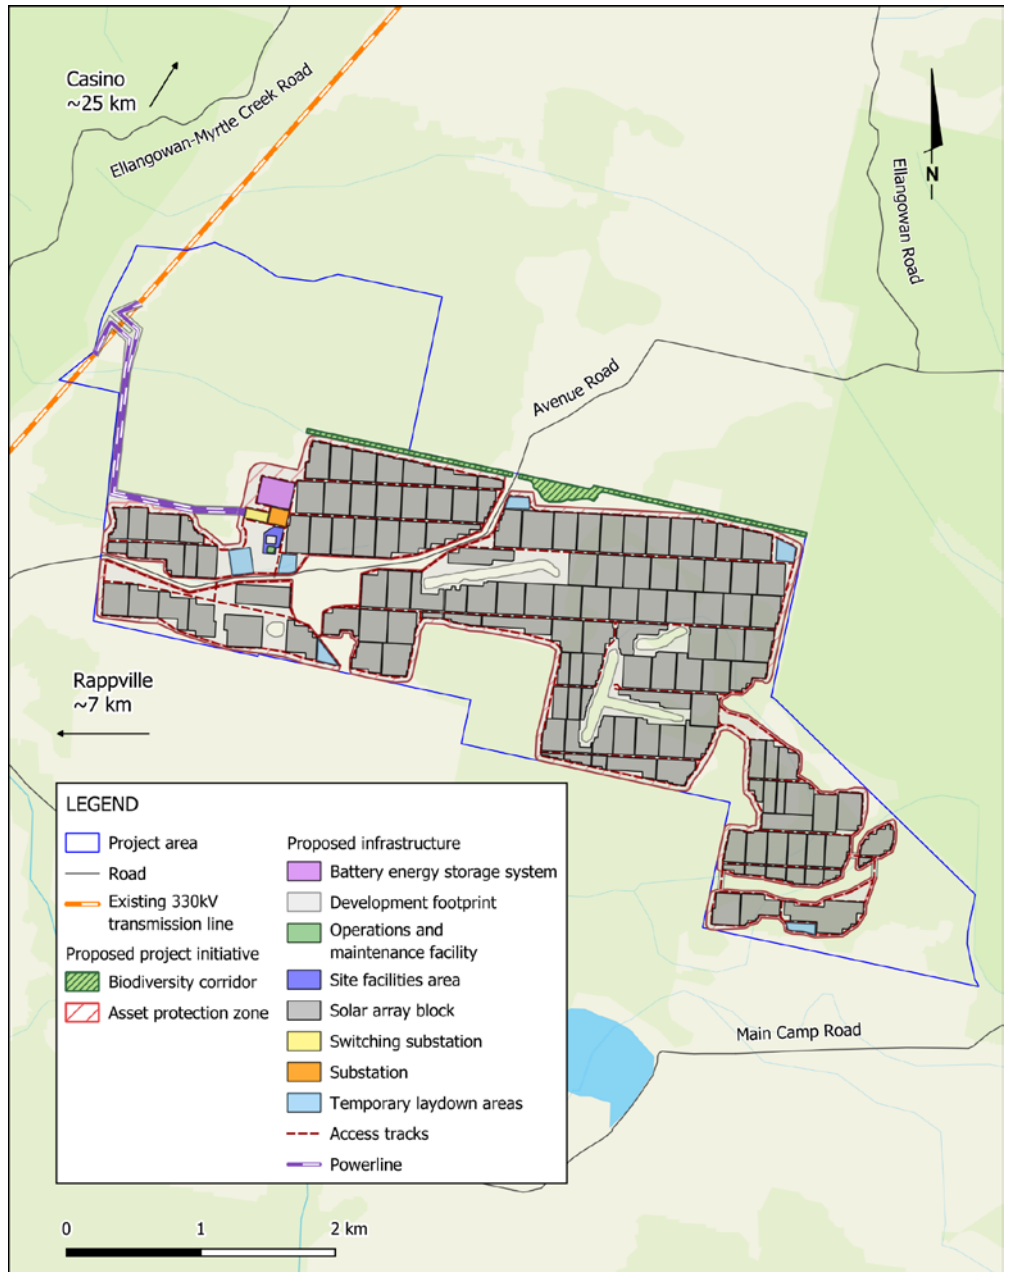 Casino
~25 km
Ellangowan-Myrtle Creek Road
N
Ellangowan Road
Avenue Road
Rappville
~7 km
LEGEND
Project area
Road
Existing 330kV
transmission line
Proposed project initiative
Biodiversity corridor
Asset protection zone
Proposed infrastructure
Battery energy storage system
Development footprint
Operations and
maintenance facility
Site facilities area
Solar array block
Switching substation
Substation
Temporary laydown areas
Access tracks
Powerline
Main Camp Road
0 1 2 km